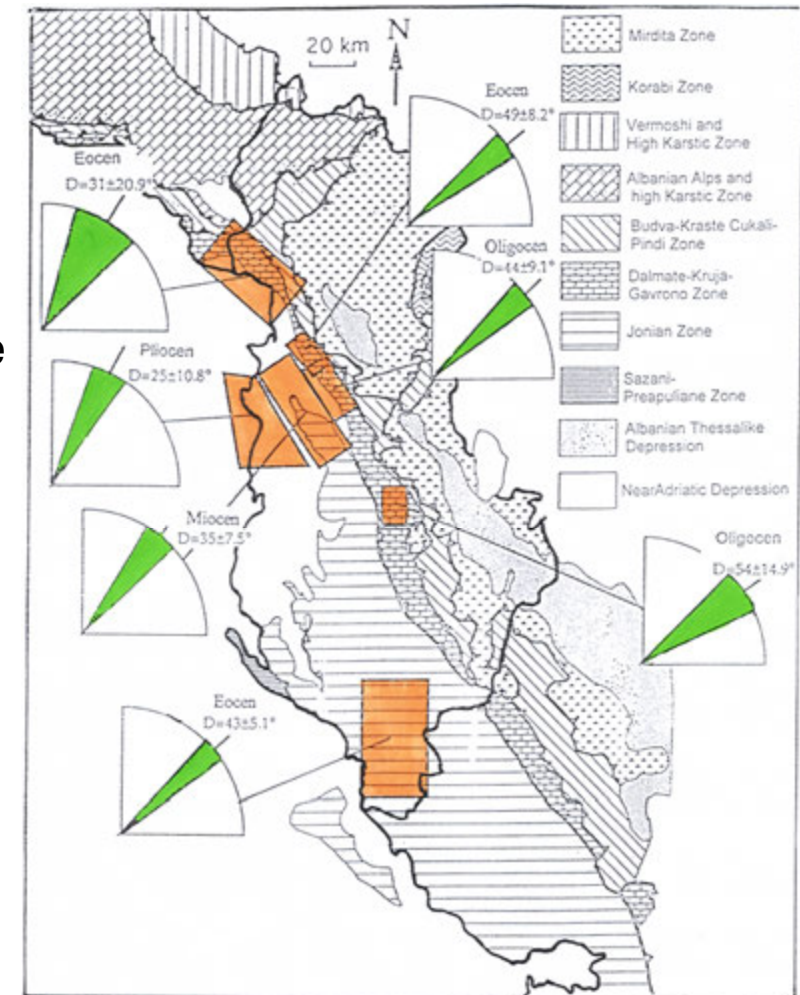 20 km
N
Eocen
D=49±8.2°
Eocen
D=31±20.9°
Oligocen
D=44±9.1°
Pliocen
D=25±10.8°
Miocen
D=35±7.5°
Oligocen
D=54±14.9°
Eocen
D=43±5.1°
Mirdita Zone
Korabi Zone
Vermoshi and
High Karstic Zone
Albanian Alps and
high Karstic Zone
Budva-Kraste Cukali-
Pindi Zone
Dalmate-Kruja-
Gavrono Zone
Jonian Zone
Sazani-
Preapuliane Zone
Albanian Thessalike
Depression
NearAdriatic Depression